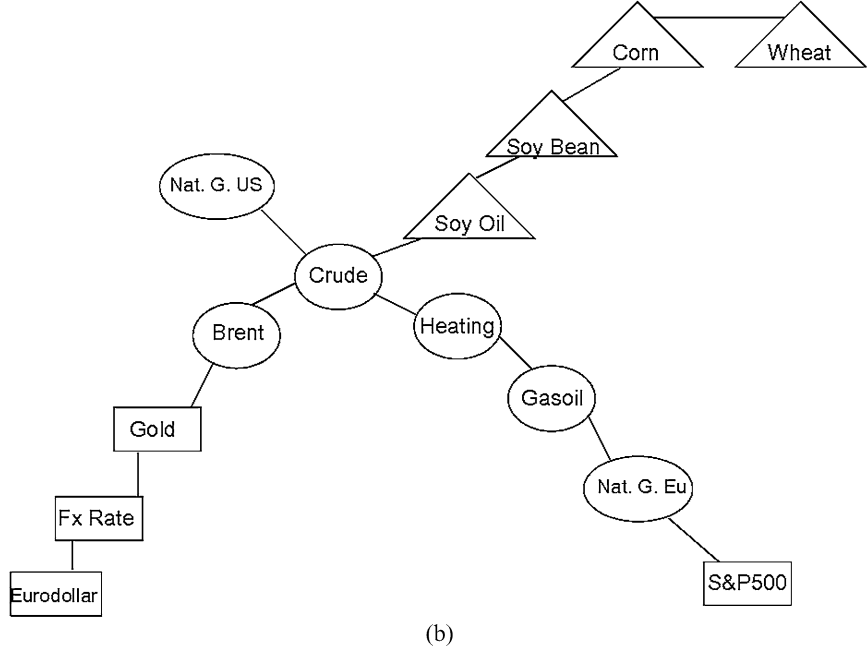 Corn
Wheat
Soy Bean
Nat. G. US
Soy Oil
Crude
Brent
Heating
Gasoil
Gold
Nat. G. Eu
Fx Rate
S&P500
Eurodollar
(b)